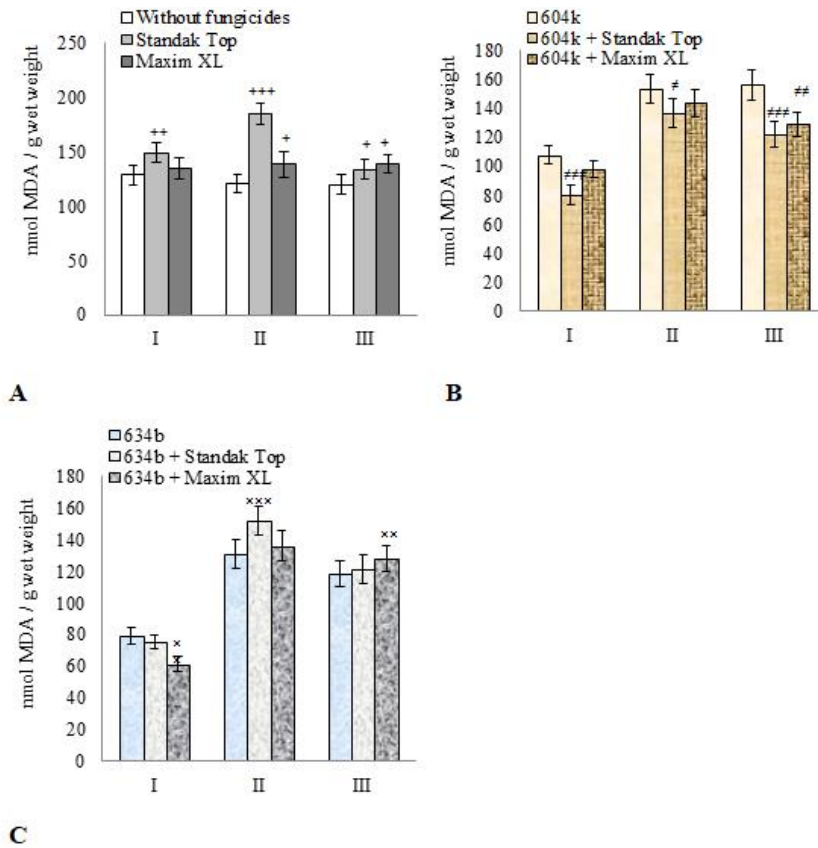 Without fungicides
Standak Top
Maxim XL
250
200
150
100
50
0
nmol MDA / g wet weight
++
+++
+
+
+
I
II
III
A
604k
604k + Standak Top
604k + Maxim XL
180
160
140
120
100
80
60
40
20
0
nmol MDA / g wet weight
≠≠≠
≠
≠≠≠
≠≠
I
II
III
B
634b
634b + Standak Top
634b + Maxim XL
180
160
140
120
100
80
60
40
20
0
nmol MDA / g wet weight
×
×
×××
××
I
II
III
C